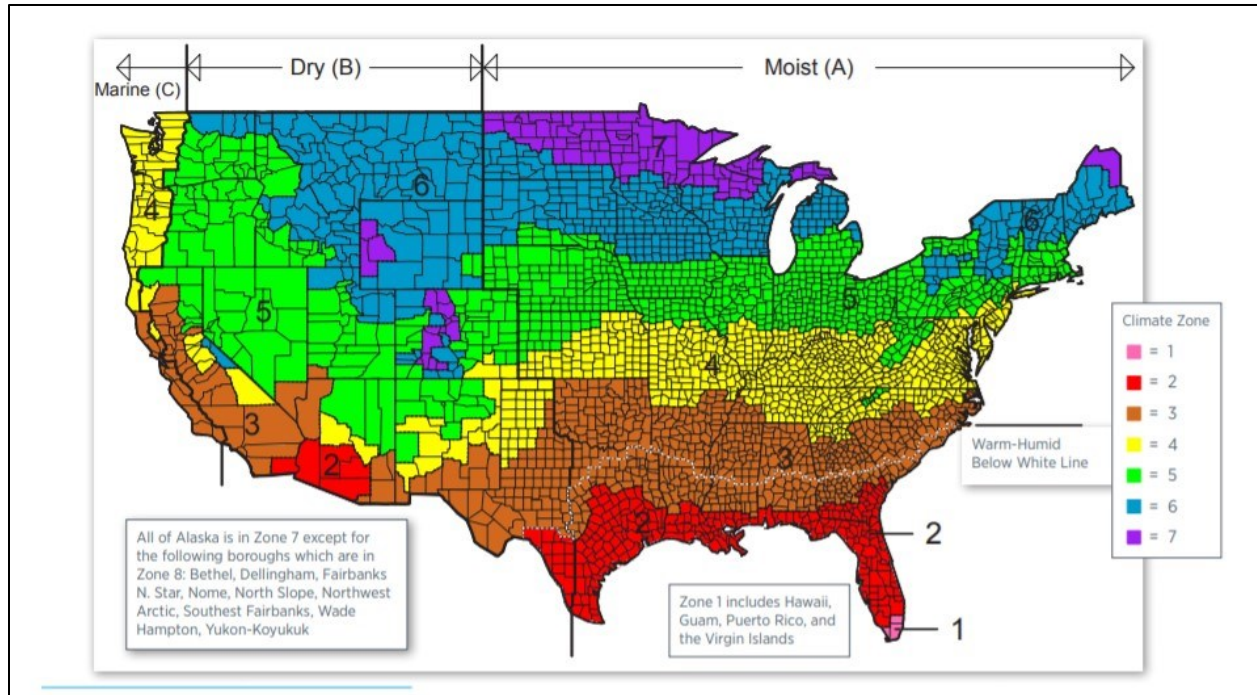 Marine (C)
Dry (B)
Moist (A)
7
6
4
6
5
5
4
3
3
2
2
2
1
Climate Zone
= 1
= 2
= 3
= 4
= 5
= 6
= 7
Warm-Humid
Below White Line
All of Alaska is in Zone 7 except for
the following boroughs which are in
Zone 8: Bethel, Dellingham, Fairbanks
N. Star, Nome, North Slope, Northwest
Arctic, Southest Fairbanks, Wade
Hampton, Yukon-Koyukuk
Zone 1 includes Hawaii,
Guam, Puerto Rico, and
the Virgin Islands